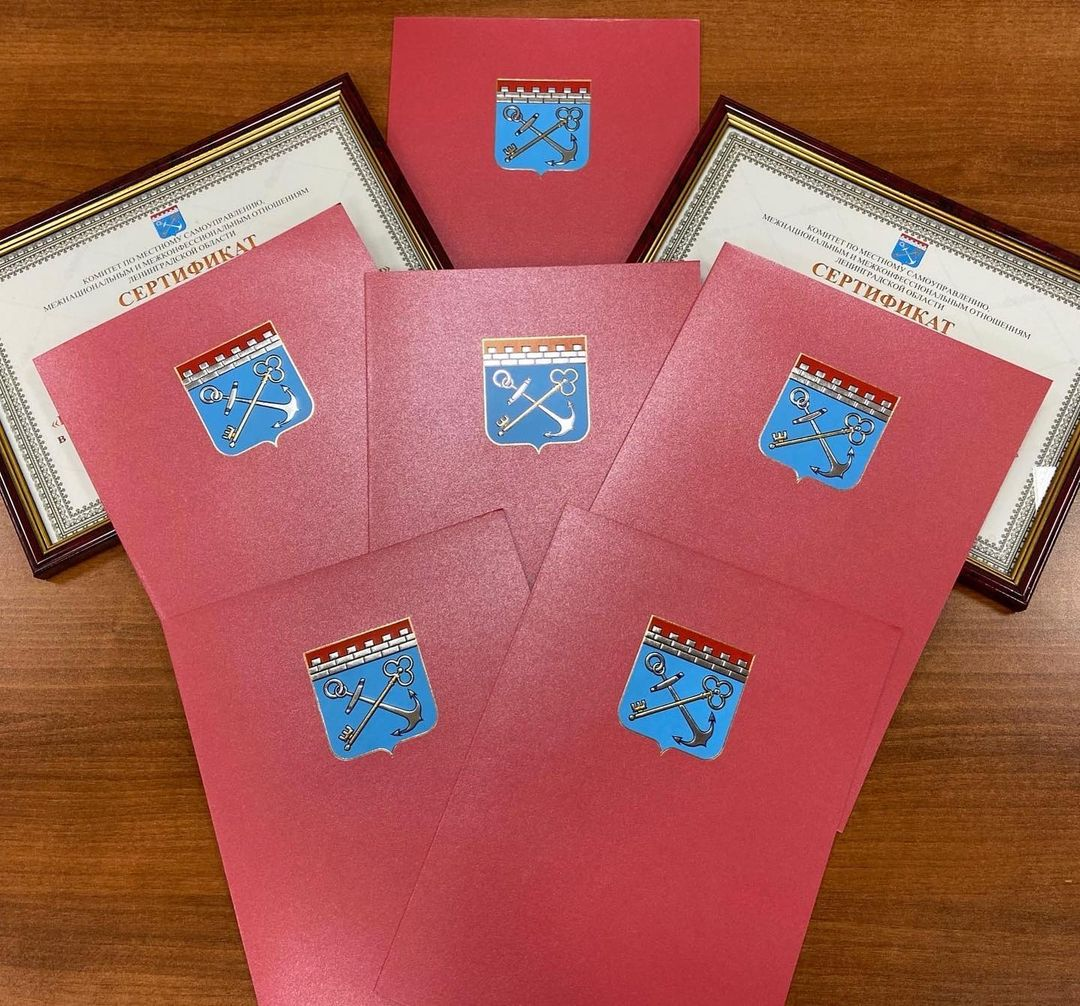 КОМИТЕТ ПО МЕСТНОМУ САМОУПРАВЛЕНИЮ,
МЕЖНАЦИОНАЛЬНЫМ И МЕЖКОНФЕССИОНАЛЬНЫМ ОТНОШЕНИЯМ
ЛЕНИНГРАДСКОЙ ОБЛАСТИ
СЕРТИФИКАТ
«
В
КОМИТЕТ ПО МЕСТНОМУ САМОУПРАВЛЕНИЮ,
МЕЖНАЦИОНАЛЬНЫМ И МЕЖКОНФЕССИОНАЛЬНЫМ ОТНОШЕНИЯМ
ЛЕНИНГРАДСКОЙ ОБЛАСТИ
СЕРТИФИКАТ